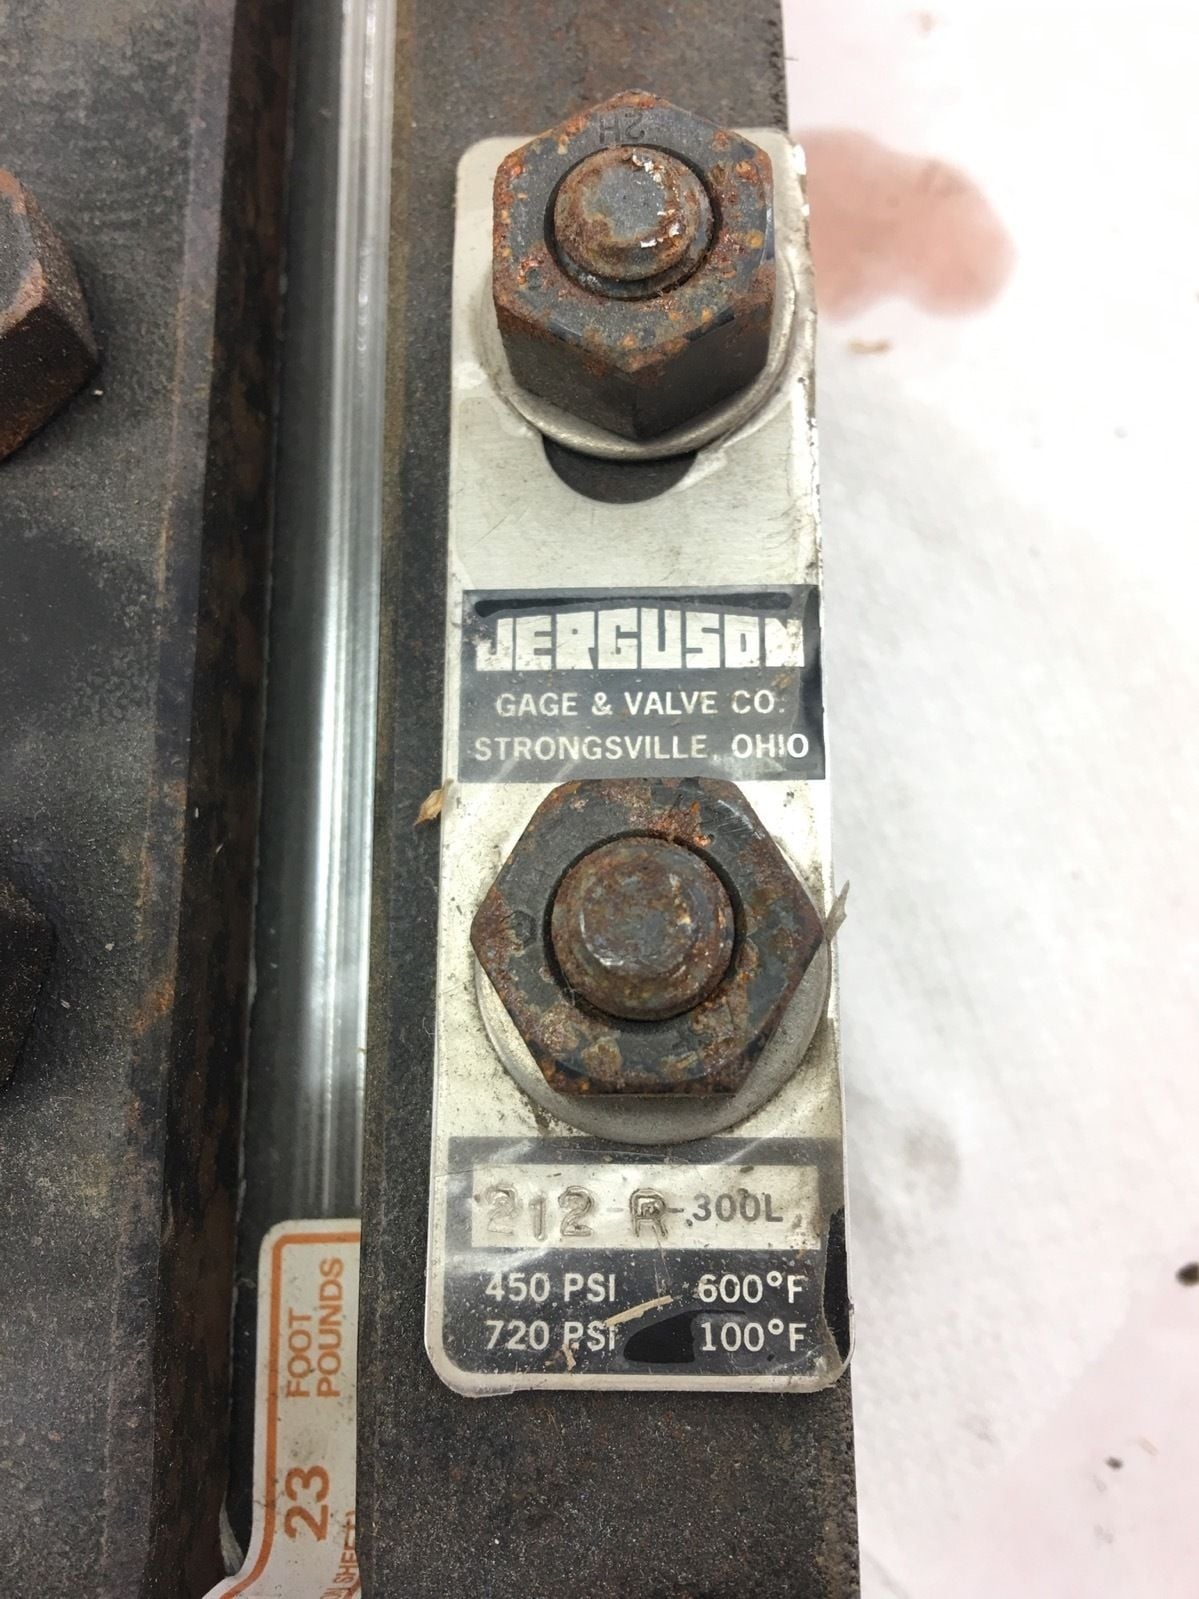 2H
JERGUSON
GAGE & VALVE CO.
STRONGSVILLE, OHIO
212-R-300L
450 PSI 600°F
720 PSI 100°F
FOOT
POUNDS
23